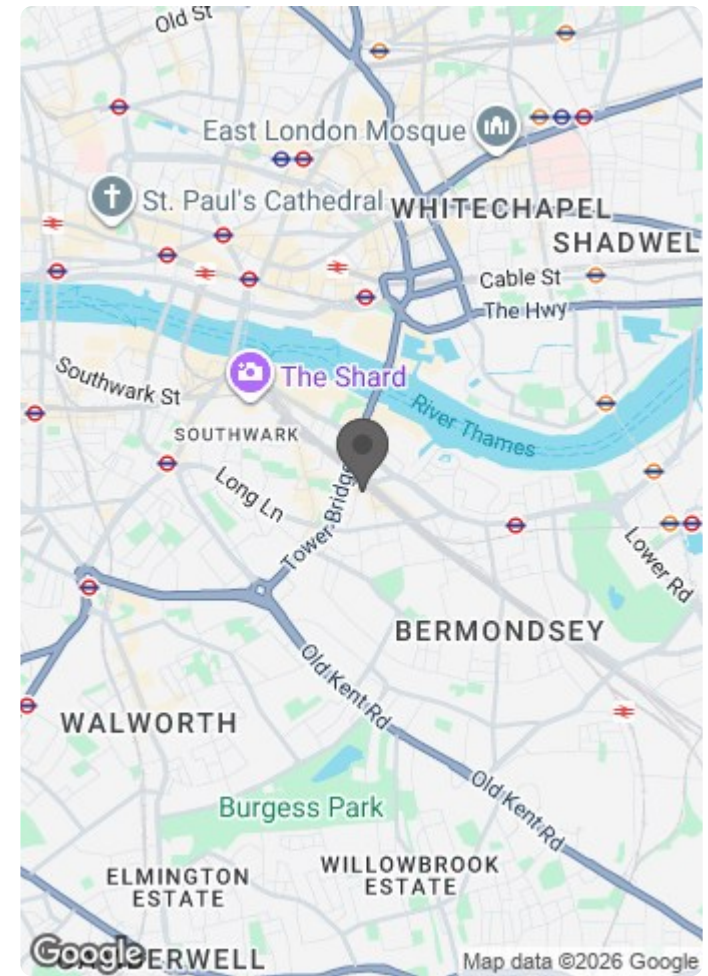 Old St
East London Mosque
St. Paul's Cathedral
WHITECHAPEL
SHADWEL
Cable St
The Hwy
Southwark St
The Shard
River Thames
SOUTHWARK
Long Ln
Tower Bridge
Lower Rd
BERMONDSEY
Old Kent Rd
WALWORTH
Old Kent Rd
Burgess Park
ELMINGTON
ESTATE
WILLOWBROOK
ESTATE
Google
Map data ©2026 Google